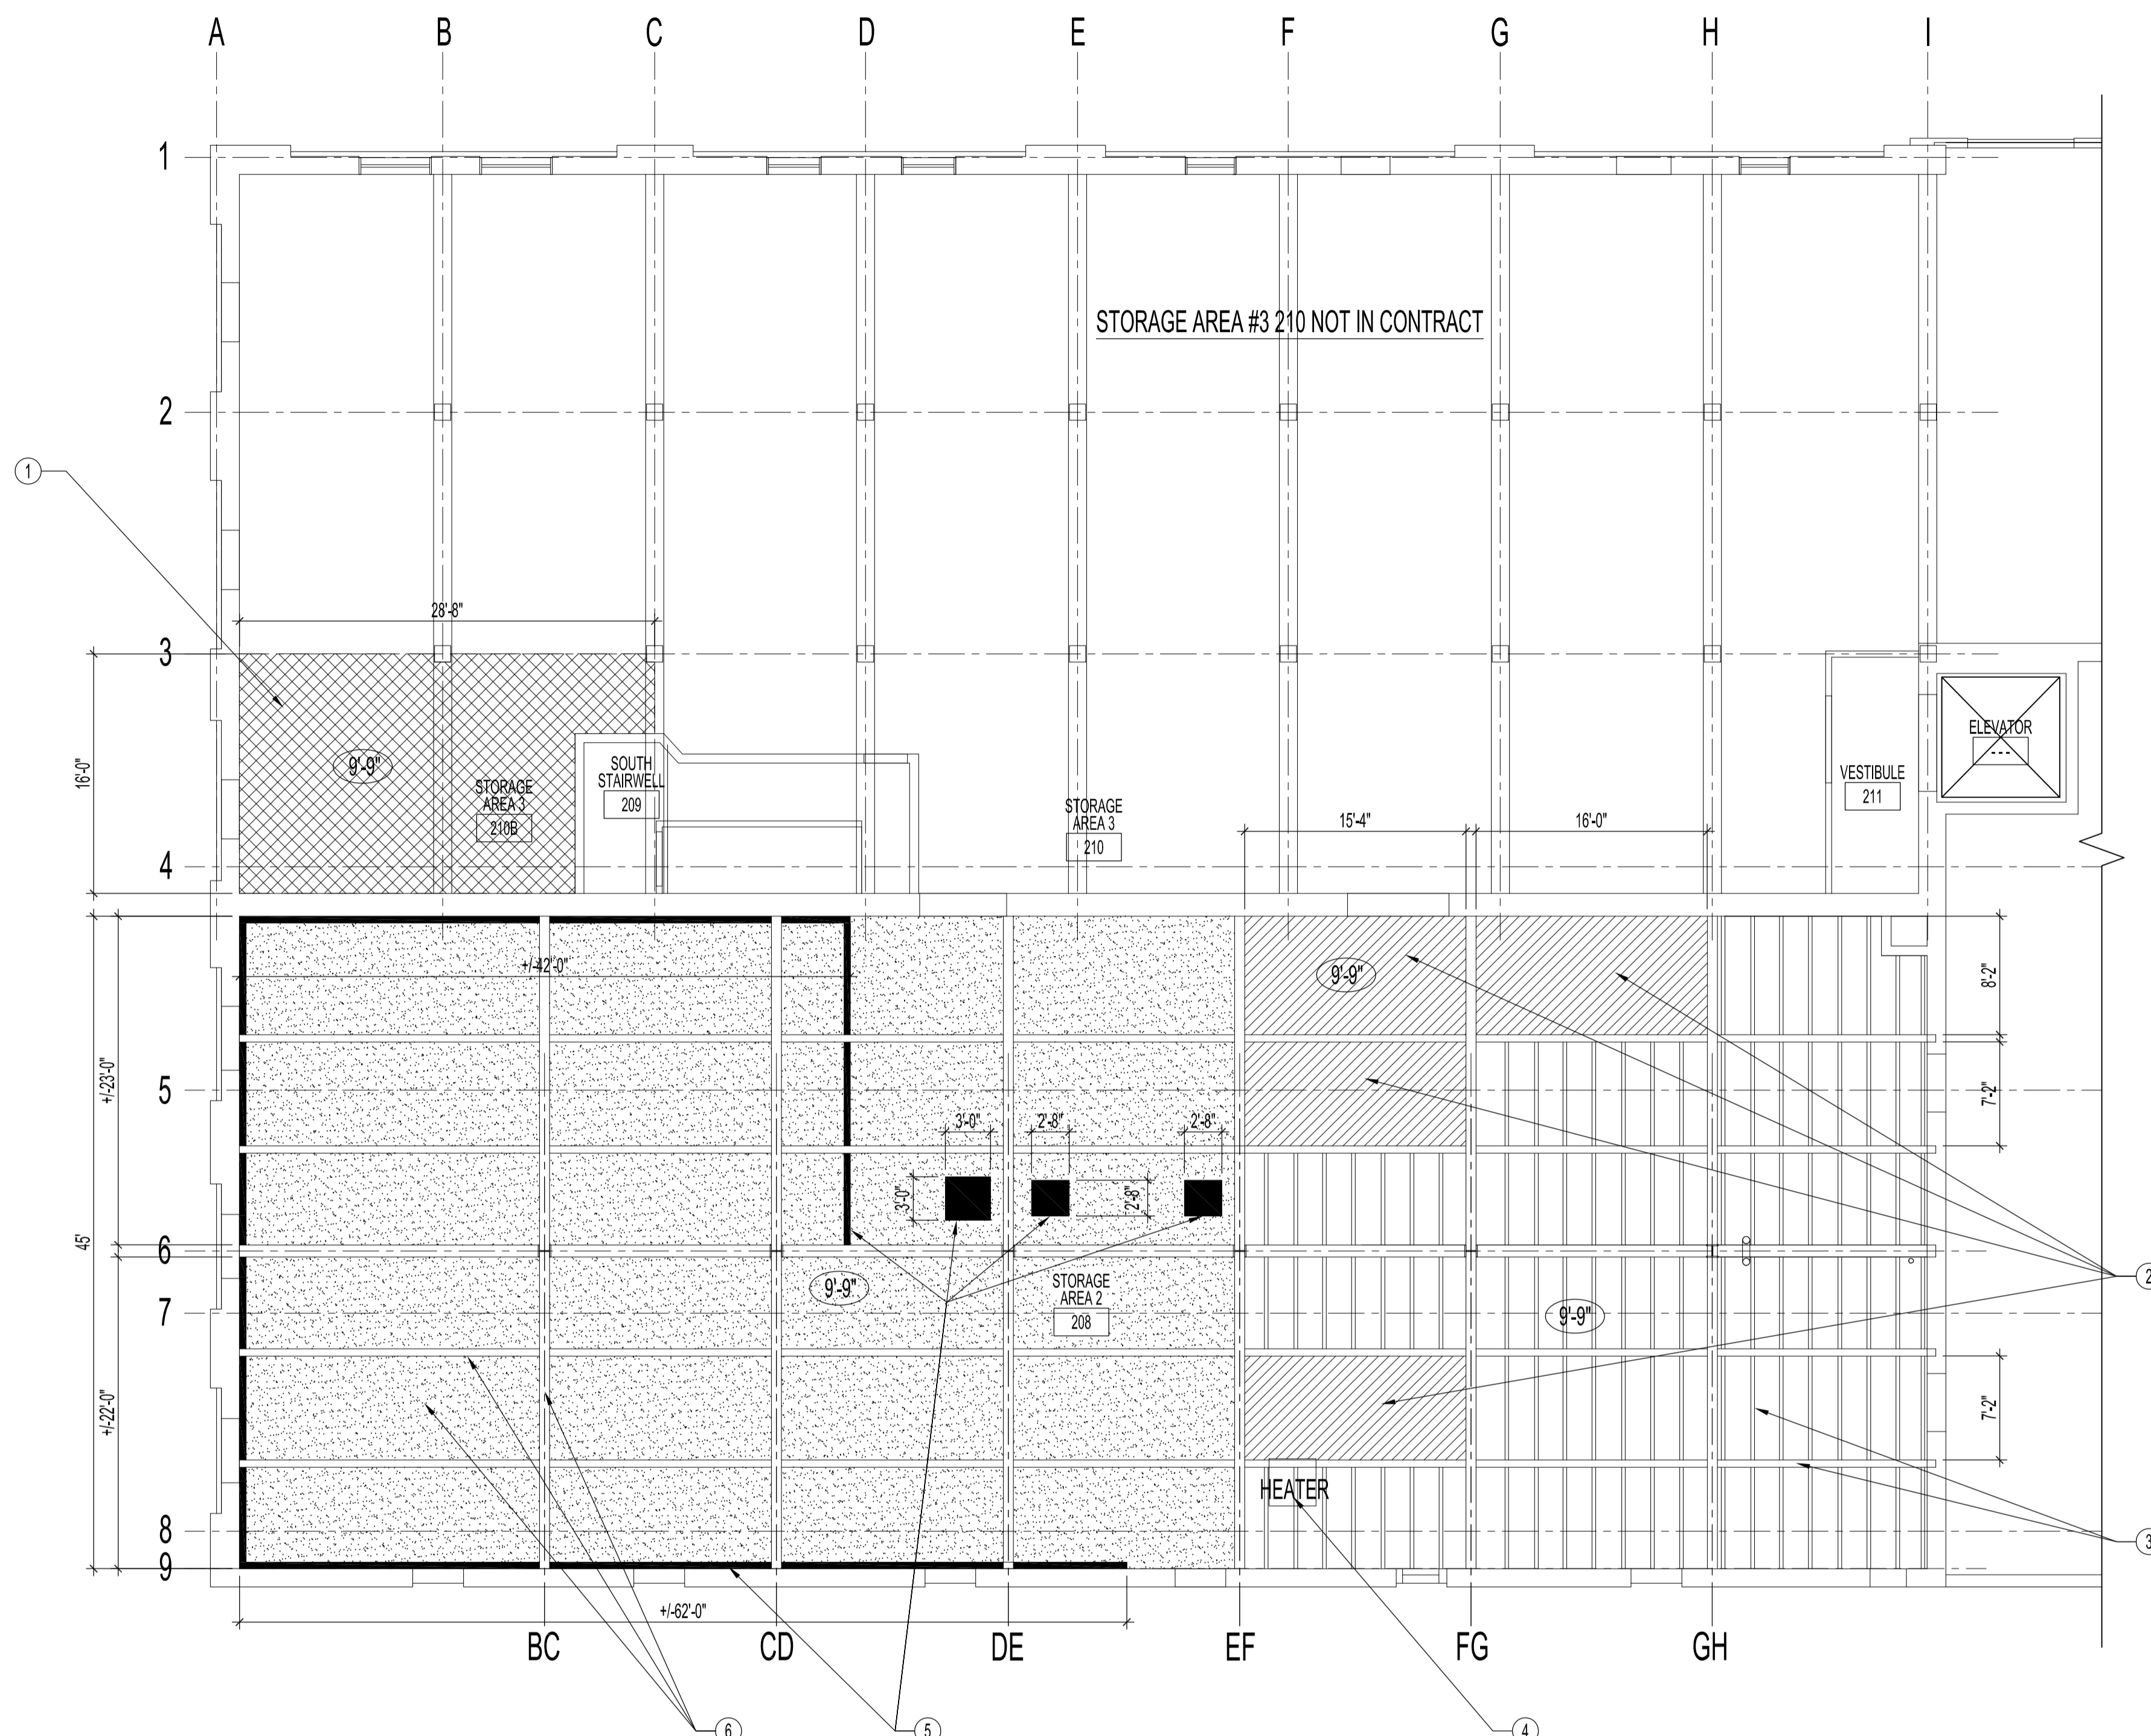 A B C D E F G H I
1
STORAGE AREA #3 210 NOT IN CONTRACT
2
1
28'-8"
3
16'-0"
9'-9"
STORAGE
AREA 3
210B
SOUTH
STAIRWELL
209
STORAGE
AREA 3
210
15'-4"
16'-0"
VESTIBULE
211
ELEVATOR
---
4
+/-42'-0"
9'-9"
8'-2"
+/-23'-0"
5
7'-2"
3'-0"
2'-8"
2'-8"
3'-0"
2'-8"
45'
6
9'-9"
STORAGE
AREA 2
208
9'-9"
2
7
+/-22'-0"
7'-2"
HEATER
8
9
3
+/-62'-0"
BC CD DE EF FG GH
6
5
4